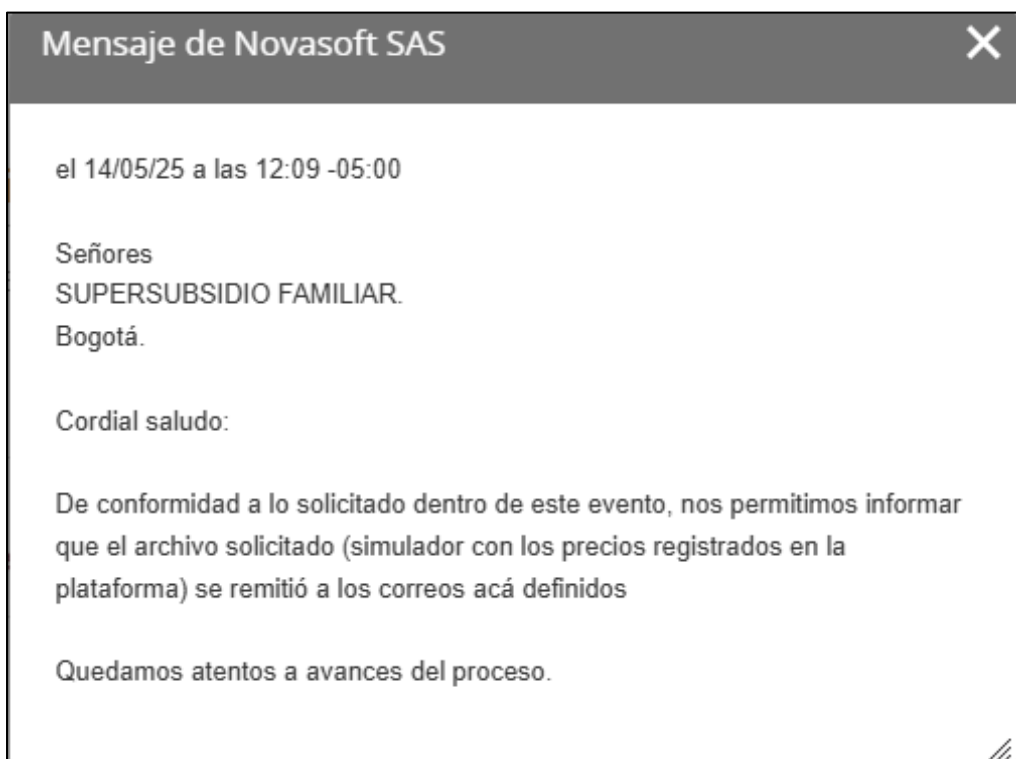 Mensaje de Novasoft SAS
el 14/05/25 a las 12:09 -05:00
Señores
SUPERSUBSIDIO FAMILIAR.
Bogotá.
Cordial saludo:
De conformidad a lo solicitado dentro de este evento, nos permitimos informar
que el archivo solicitado (simulador con los precios registrados en la
plataforma) se remitió a los correos acá definidos
Quedamos atentos a avances del proceso.